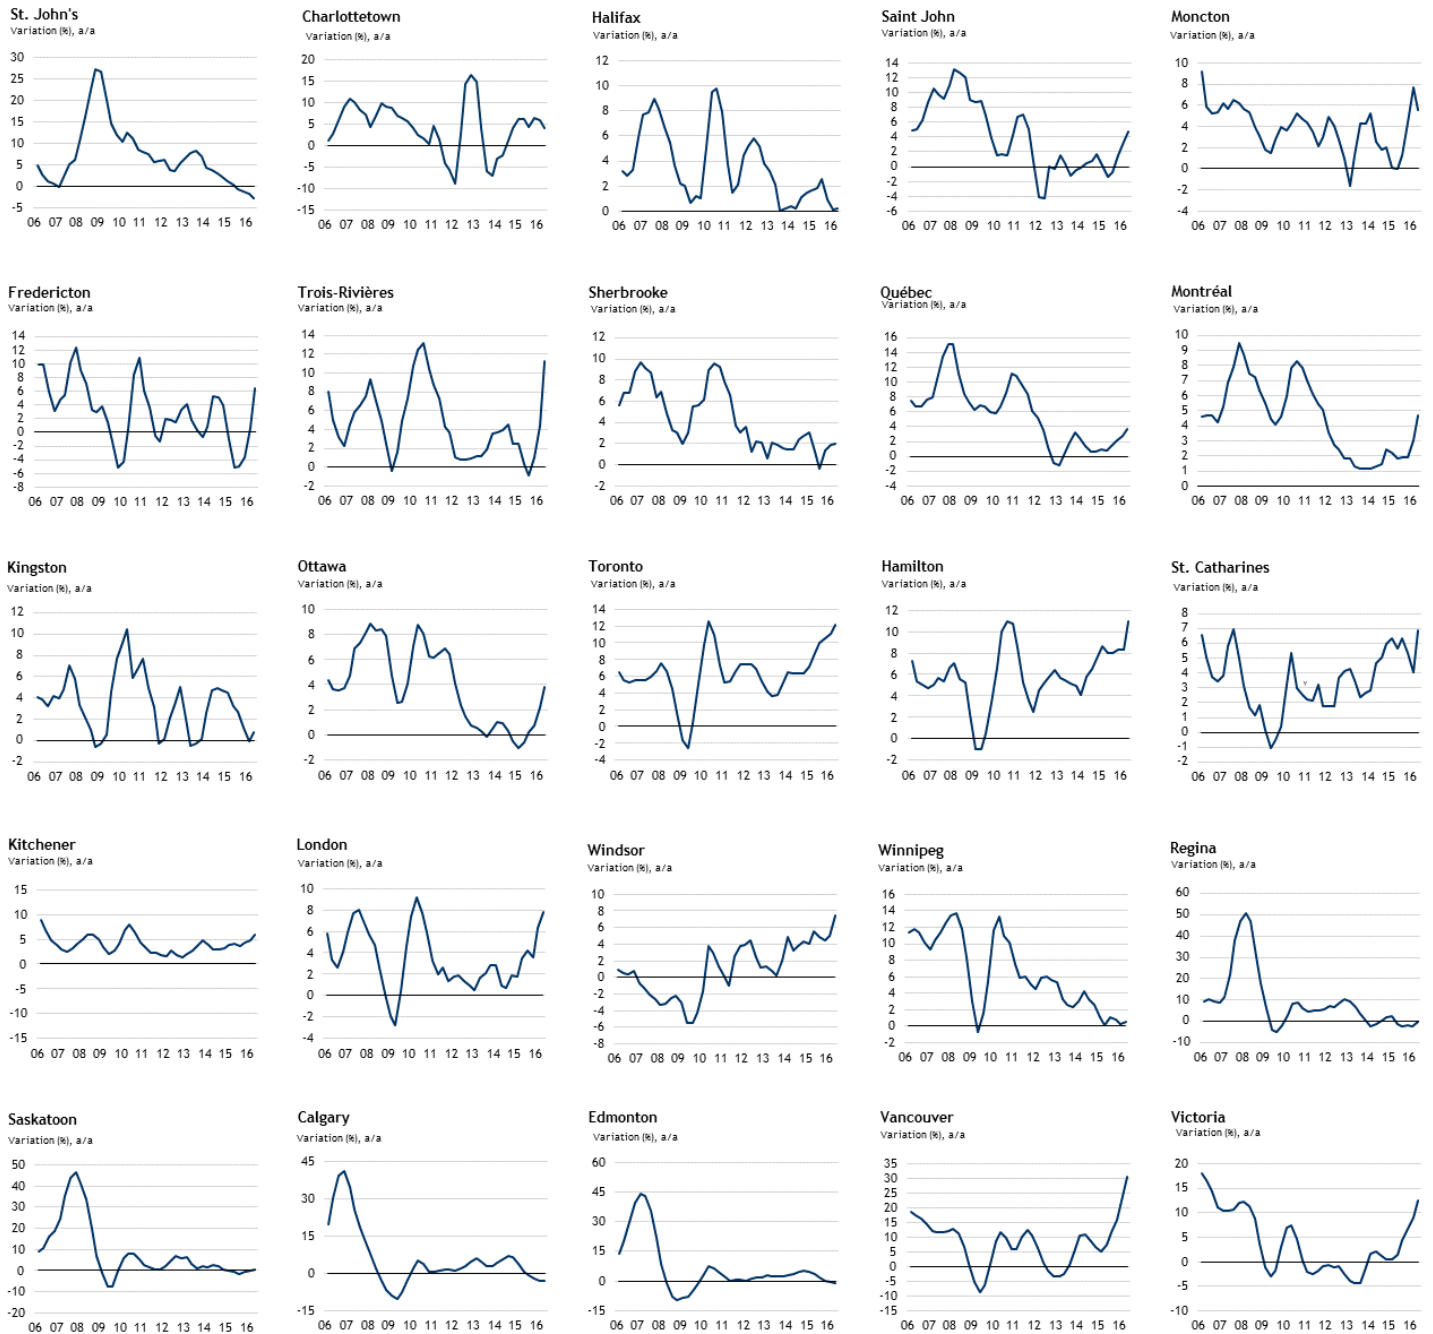 St. John's
Variation (%), a/a
30
25
20
15
10
5
0
-5
06 07 08 09 10 11 12 13 14 15 16
Charlottetown
Variation (%), a/a
20
15
10
5
0
-5
-10
-15
06 07 08 09 10 11 12 13 14 15 16
Halifax
Variation (%), a/a
12
10
8
6
4
2
0
06 07 08 09 10 11 12 13 14 15 16
Saint John
Variation (%), a/a
14
12
10
8
6
4
2
0
-2
-4
-6
06 07 08 09 10 11 12 13 14 15 16
Moncton
Variation (%), a/a
10
8
6
4
2
0
-2
-4
06 07 08 09 10 11 12 13 14 15 16
Fredericton
Variation (%), a/a
14
12
10
8
6
4
2
0
-2
-4
-6
-8
06 07 08 09 10 11 12 13 14 15 16
Trois-Rivières
Variation (%), a/a
14
12
10
8
6
4
2
0
-2
06 07 08 09 10 11 12 13 14 15 16
Sherbrooke
Variation (%), a/a
12
10
8
6
4
2
0
-2
06 07 08 09 10 11 12 13 14 15 16
Québec
Variation (%), a/a
16
14
12
10
8
6
4
2
0
-2
-4
06 07 08 09 10 11 12 13 14 15 16
Montréal
Variation (%), a/a
10
9
8
7
6
5
4
3
2
1
0
06 07 08 09 10 11 12 13 14 15 16
Kingston
Variation (%), a/a
12
10
8
6
4
2
0
-2
06 07 08 09 10 11 12 13 14 15 16
Ottawa
Variation (%), a/a
10
8
6
4
2
0
-2
06 07 08 09 10 11 12 13 14 15 16
Toronto
Variation (%), a/a
14
12
10
8
6
4
2
0
-2
-4
06 07 08 09 10 11 12 13 14 15 16
Hamilton
Variation (%), a/a
12
10
8
6
4
2
0
-2
06 07 08 09 10 11 12 13 14 15 16
St. Catharines
Variation (%), a/a
8
7
6
5
4
3
2
1
0
-1
-2
06 07 08 09 10 11 12 13 14 15 16
Kitchener
Variation (%), a/a
15
10
5
0
-5
-10
-15
06 07 08 09 10 11 12 13 14 15 16
London
Variation (%), a/a
10
8
6
4
2
0
-2
-4
06 07 08 09 10 11 12 13 14 15 16
Windsor
Variation (%), a/a
10
8
6
4
2
0
-2
-4
-6
-8
06 07 08 09 10 11 12 13 14 15 16
Winnipeg
Variation (%), a/a
16
14
12
10
8
6
4
2
0
-2
06 07 08 09 10 11 12 13 14 15 16
Regina
Variation (%), a/a
60
50
40
30
20
10
0
-10
06 07 08 09 10 11 12 13 14 15 16
Saskatoon
Variation (%), a/a
50
40
30
20
10
0
-10
-20
06 07 08 09 10 11 12 13 14 15 16
Calgary
Variation (%), a/a
45
30
15
0
-15
06 07 08 09 10 11 12 13 14 15 16
Edmonton
Variation (%), a/a
60
45
30
15
0
-15
06 07 08 09 10 11 12 13 14 15 16
Vancouver
Variation (%), a/a
35
30
25
20
15
10
5
0
-5
-10
-15
06 07 08 09 10 11 12 13 14 15 16
Victoria
Variation (%), a/a
20
15
10
5
0
-5
-10
06 07 08 09 10 11 12 13 14 15 16